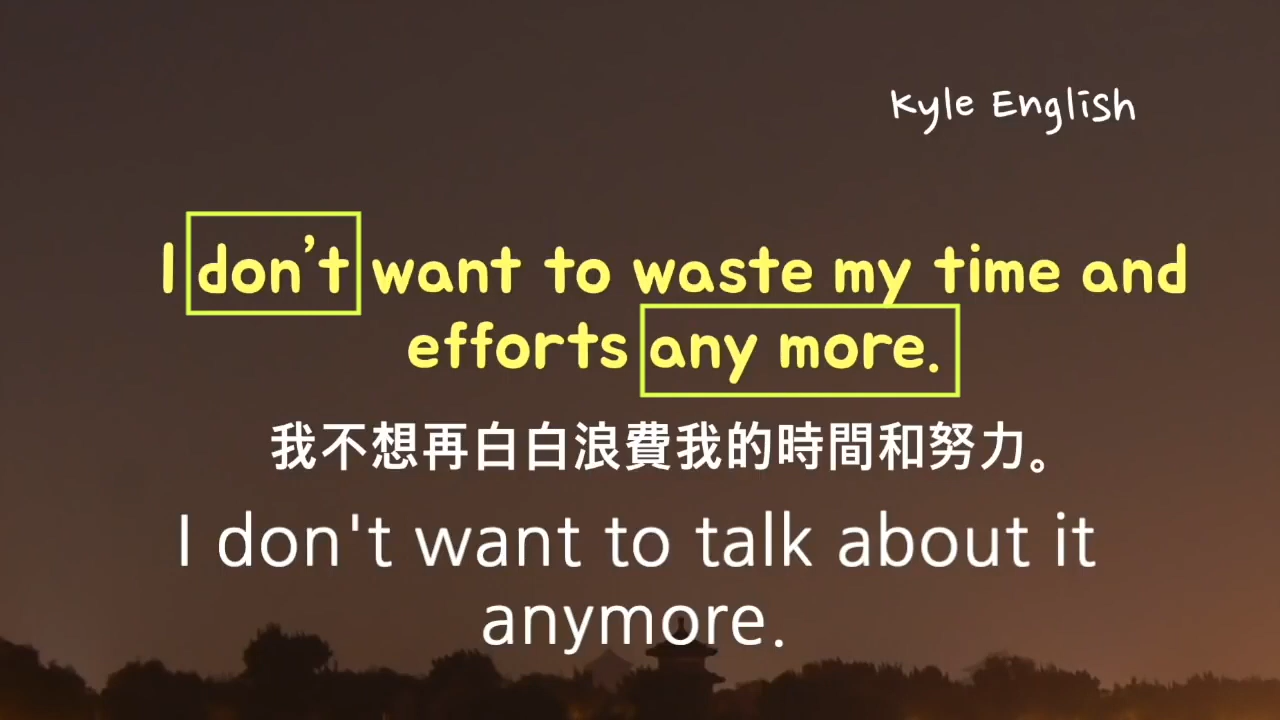 Kyle English
I don't want to waste my time and
efforts any more.
我不想再白白浪費我的時間和努力。
I don't want to talk about it
anymore.